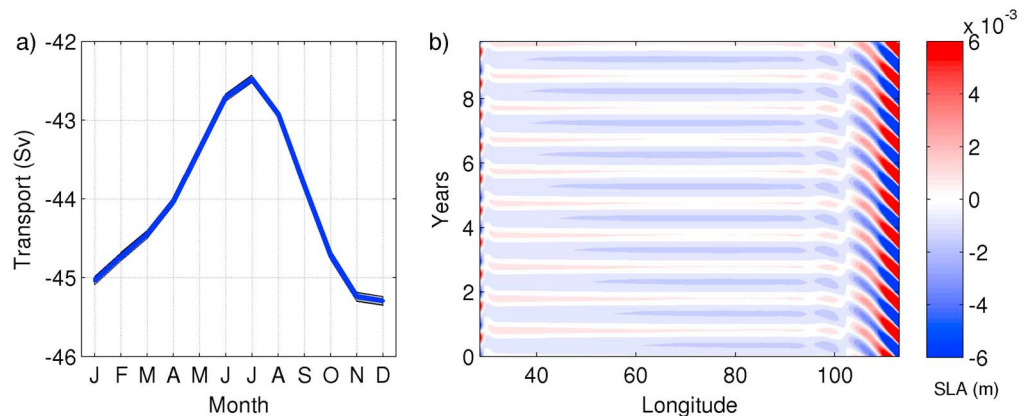 a)
Transport (Sv)
-42
-43
-44
-45
-46
J F M A M J J A S O N D
Month
b)
Years
8
6
4
2
0
40 60 80 100
Longitude
x 10-3
6
4
2
0
-2
-4
-6
SLA (m)